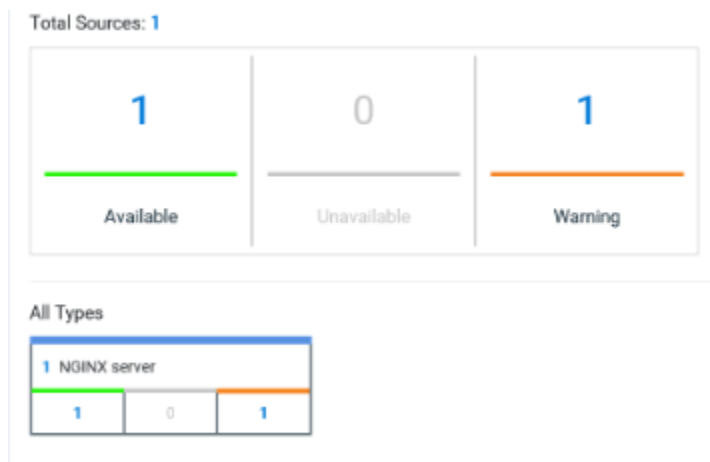 Total Sources: 1
1 0 1
Available Unavailable Warning
All Types
1 NGINX server
1 0 1